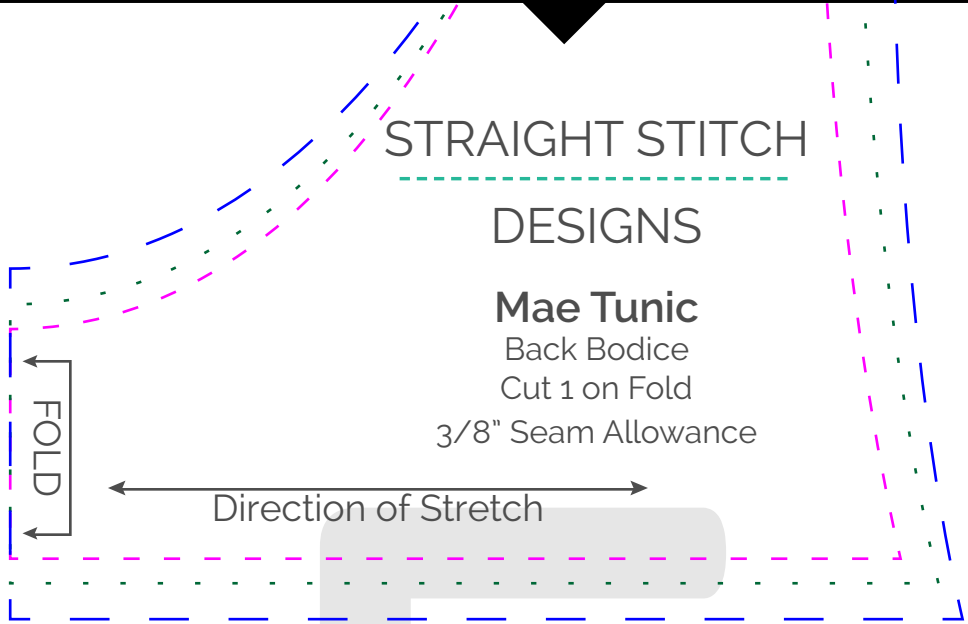 STRAIGHT STITCH
DESIGNS
Mae Tunic
Back Bodice
Cut 1 on Fold
3/8” Seam Allowance
FOLD
Direction of Stretch